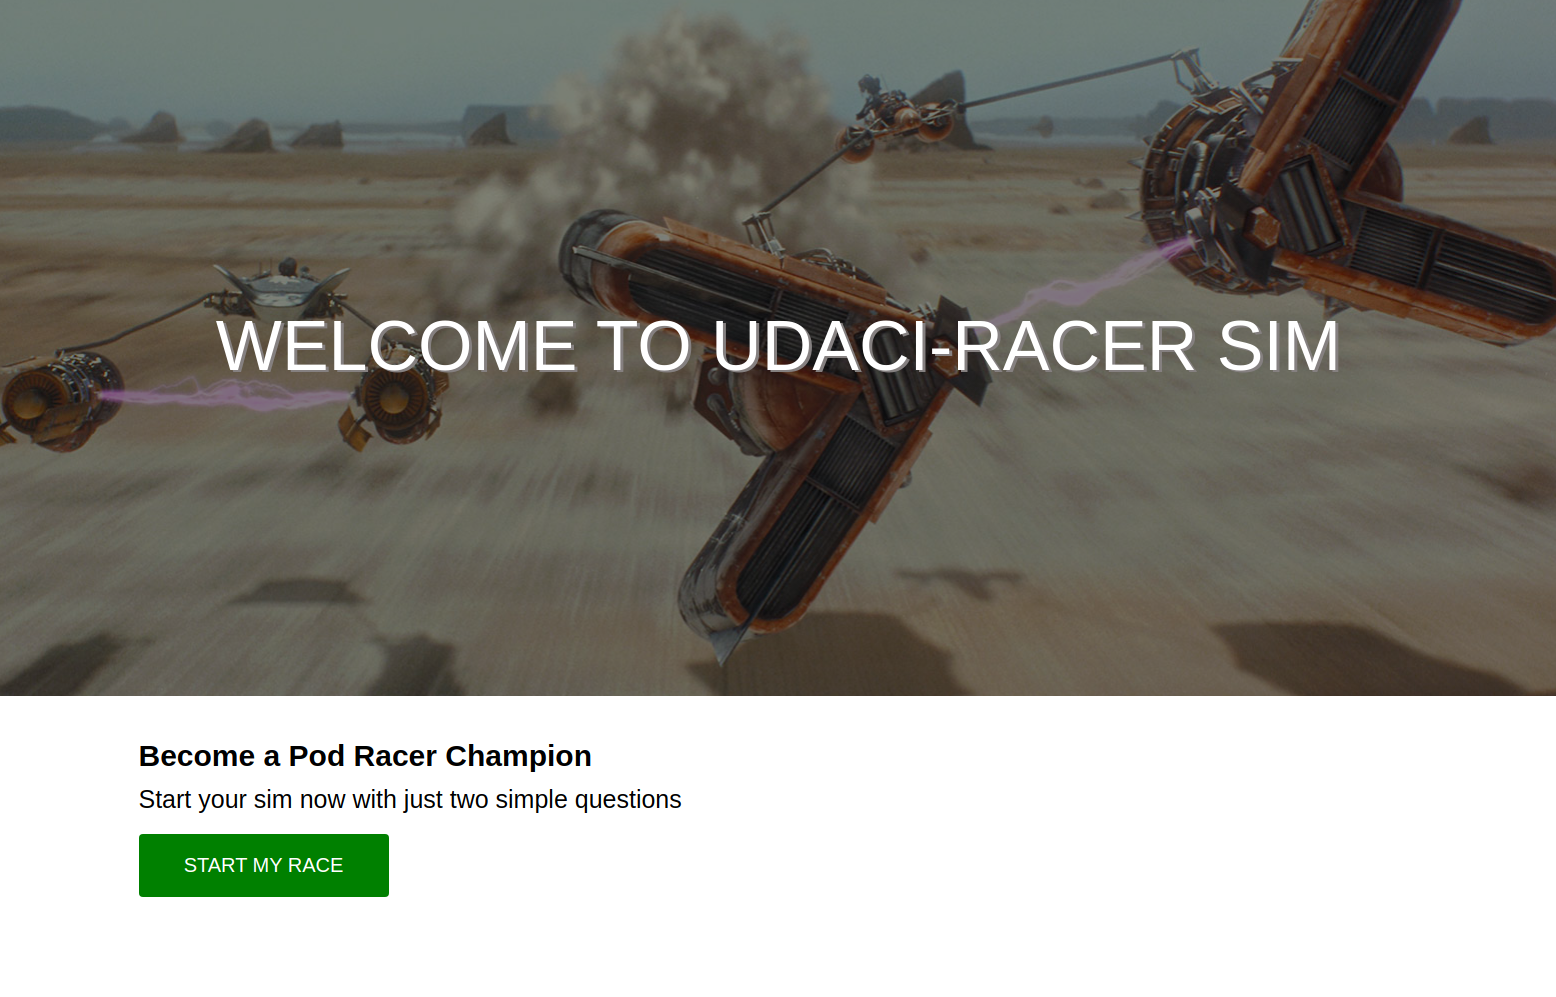 WELCOME TO UDACI-RACER SIM
Become a Pod Racer Champion
Start your sim now with just two simple questions
START MY RACE